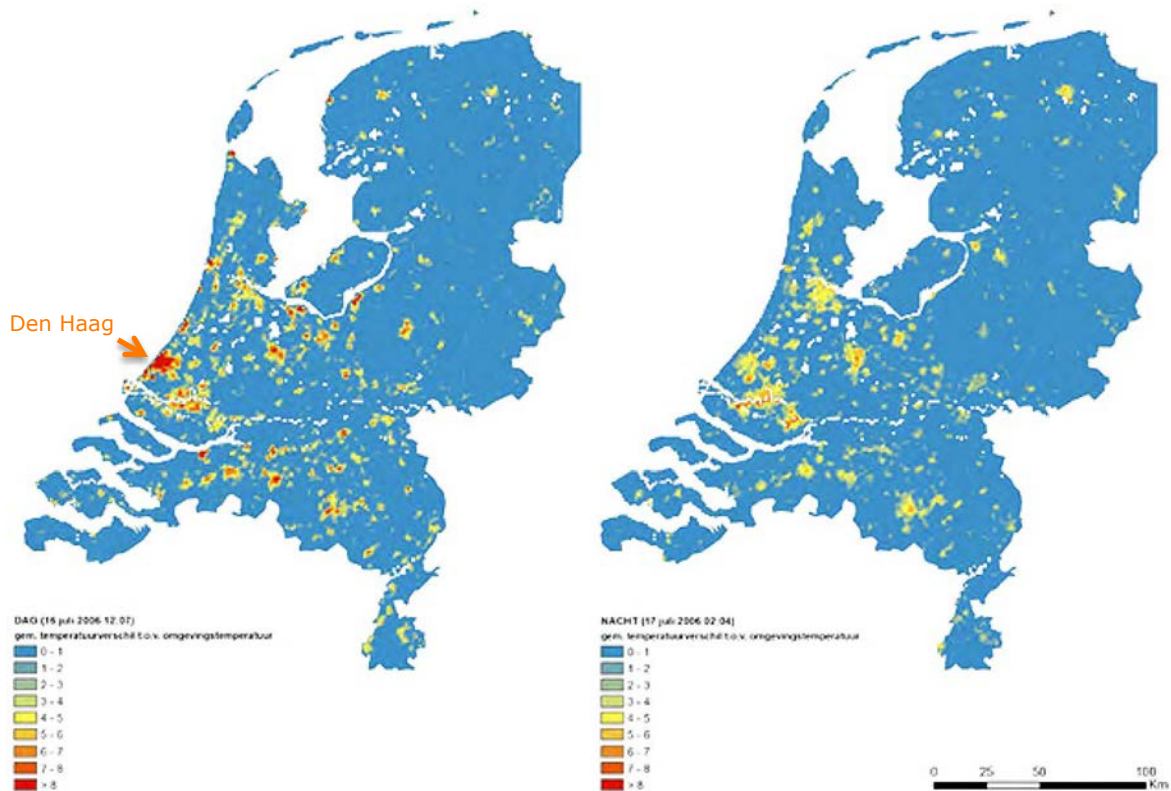 Den Haag
DAG (16 juli 2006 12:07)
gem. temperatuurverschil t.o.v. omgevingstemperatuur
0 - 1
1 - 2
2 - 3
3 - 4
4 - 5
5 - 6
6 - 7
7 - 8
> 8
NACHT (17 juli 2006 02:04)
gem. temperatuurverschil t.o.v. omgevingstemperatuur
0 - 1
1 - 2
2 - 3
3 - 4
4 - 5
5 - 6
6 - 7
7 - 8
> 8
0 25 50 100
Km